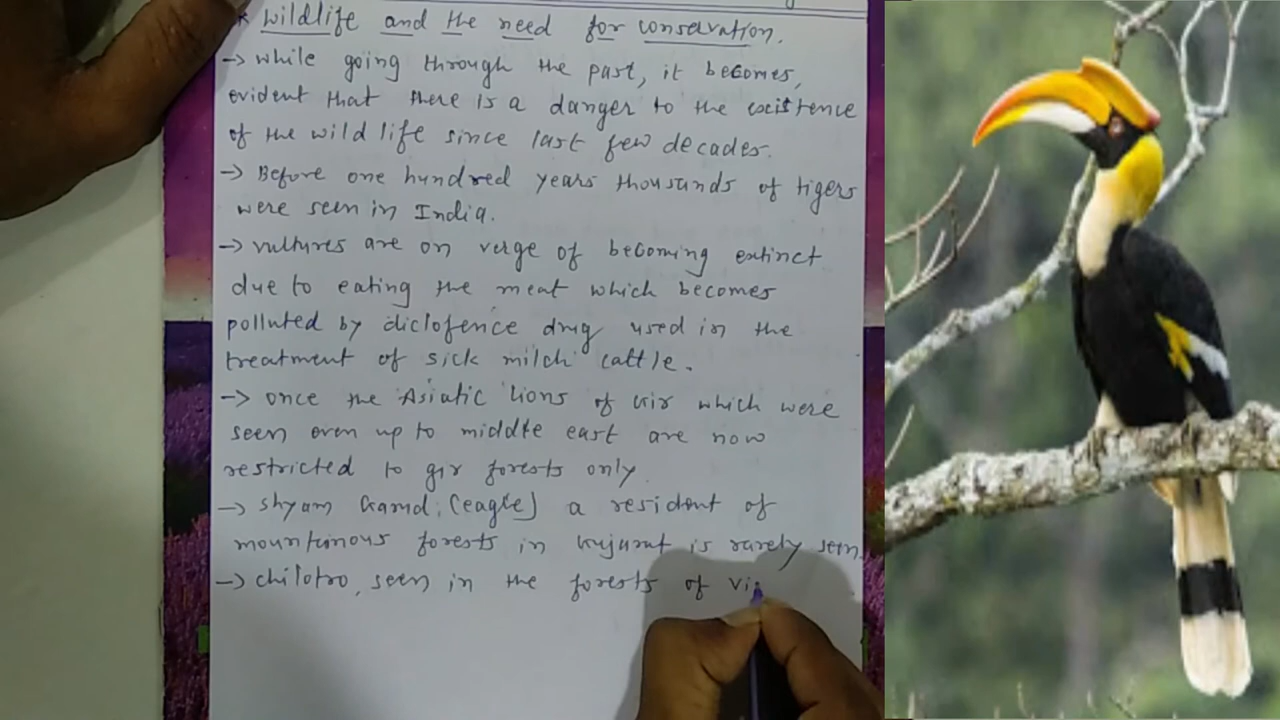 * Wildlife and the need for conservation.
→ While going through the past, it becomes,
evident that there is a danger to the existence
of the wild life since last few decades.
→ Before one hundred years thousands of tigers
were seen in India.
→ vultures are on verge of becoming extinct
due to eating the meat which becomes
polluted by diclofence drug used in the
treatment of sick milch cattle.
→ once the Asiatic lions of Gir which were
seen even up to middle east are now
restricted to gir forests only.
→ shyam Garud, (eagle) a resident of
mountinous forests in Gujarat is rarely seen.
→ chilotro, seen in the forests of Vi